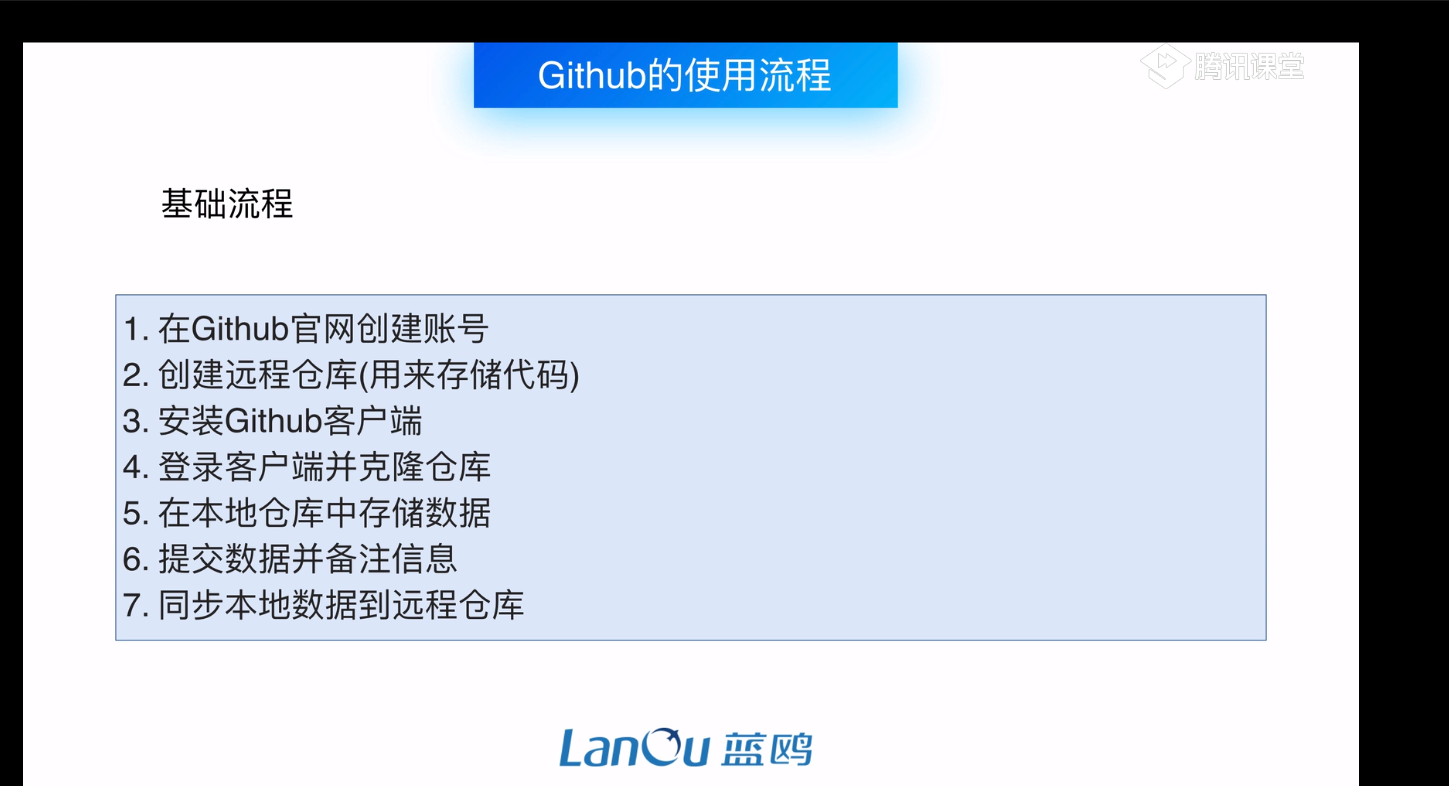 Github的使用流程
腾讯课堂
基础流程
1. 在Github官网创建账号
2. 创建远程仓库(用来存储代码)
3. 安装Github客户端
4. 登录客户端并克隆仓库
5. 在本地仓库中存储数据
6. 提交数据并备注信息
7. 同步本地数据到远程仓库
LanOu 蓝鸥